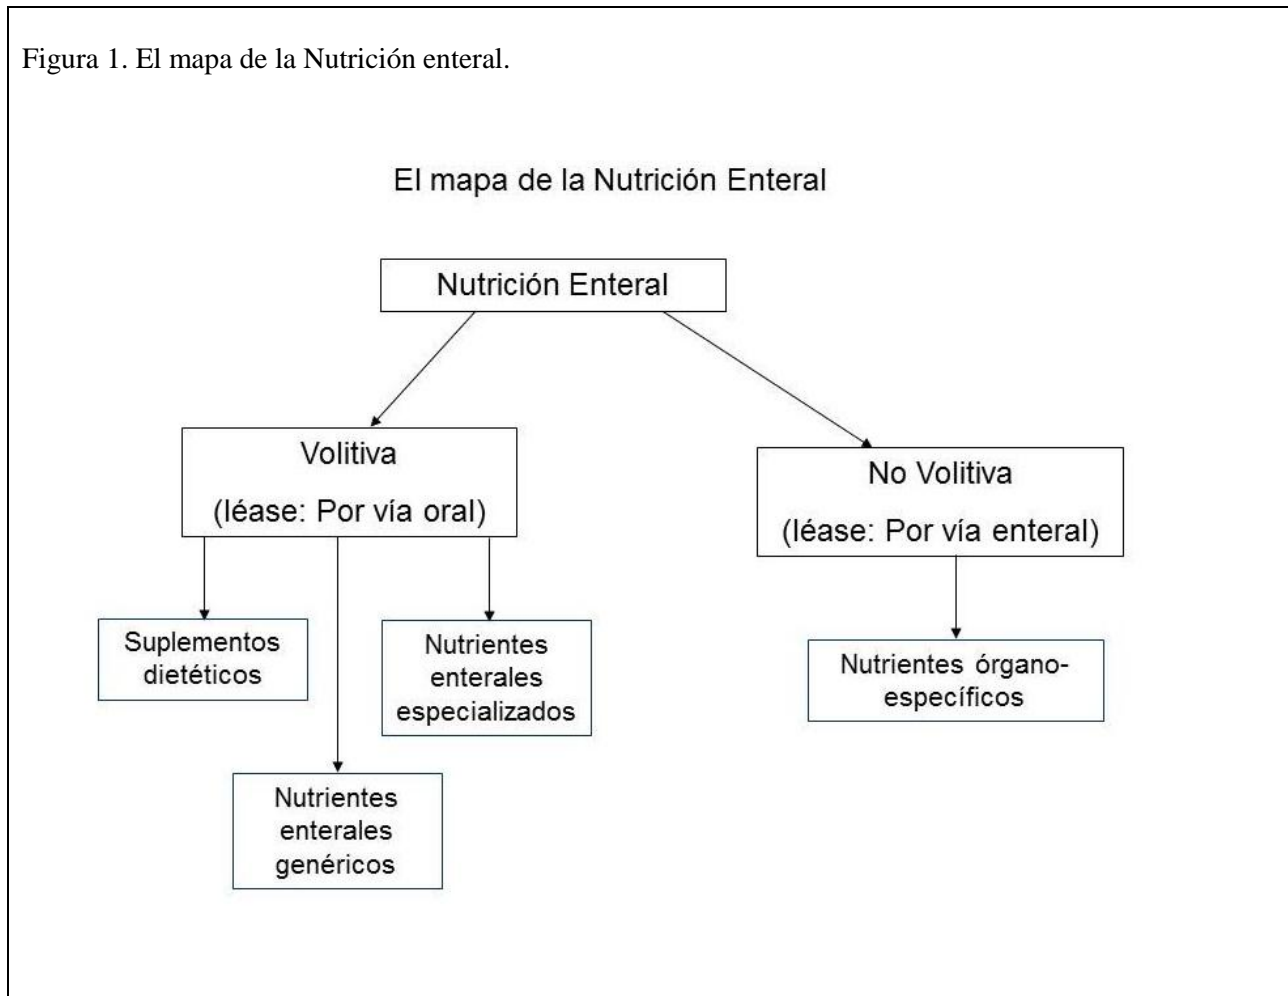 Figura 1. El mapa de la Nutrición enteral.
El mapa de la Nutrición Enteral
Nutrición Enteral
Volitiva
(léase: Por vía oral)
No Volitiva
(léase: Por vía enteral)
Suplementos
dietéticos
Nutrientes
enterales
especializados
Nutrientes órgano-
específicos
Nutrientes
enterales
genéricos